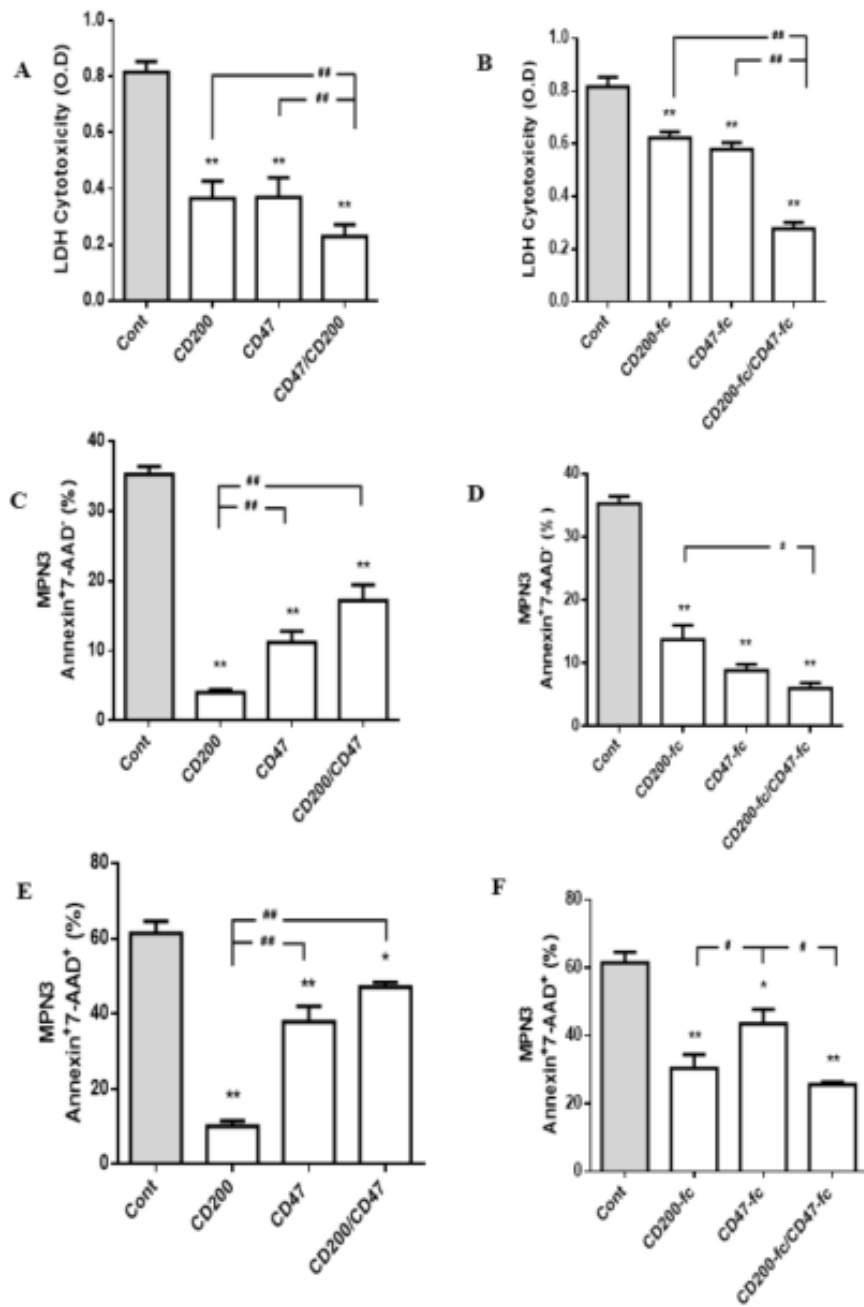 A
LDH Cytotoxicity (O.D)
1.0
0.8
0.6
0.4
0.2
0.0
##
##
**
**
**
Cont
CD200
CD47
CD47/CD200
B
LDH Cytotoxicity (O.D)
1.0
0.8
0.6
0.4
0.2
0.0
##
##
**
**
**
Cont
CD200-fc
CD47-fc
CD200-fc/CD47-fc
C
MPN3
Annexin⁺7-AAD⁻ (%)
40
30
20
10
0
##
##
**
**
**
Cont
CD200
CD47
CD200/CD47
D
MPN3
Annexin⁺7-AAD⁻ (%)
40
30
20
10
0
#
**
**
**
Cont
CD200-fc
CD47-fc
CD200-fc/CD47-fc
E
MPN3
Annexin⁺7-AAD⁺ (%)
80
60
40
20
0
##
##
**
**
*
Cont
CD200
CD47
CD200/CD47
F
MPN3
Annexin⁺7-AAD⁺ (%)
80
60
40
20
0
# #
**
*
**
Cont
CD200-fc
CD47-fc
CD200-fc/CD47-fc